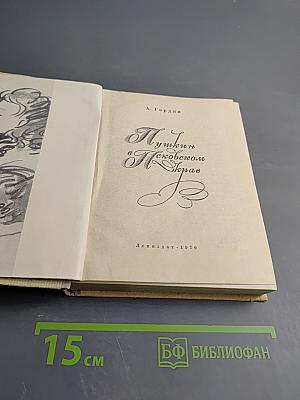 А. Гордин
Пушкин
в Псковском
крае
Лениздат · 1970
15 см
БФ БИБЛИОФАН